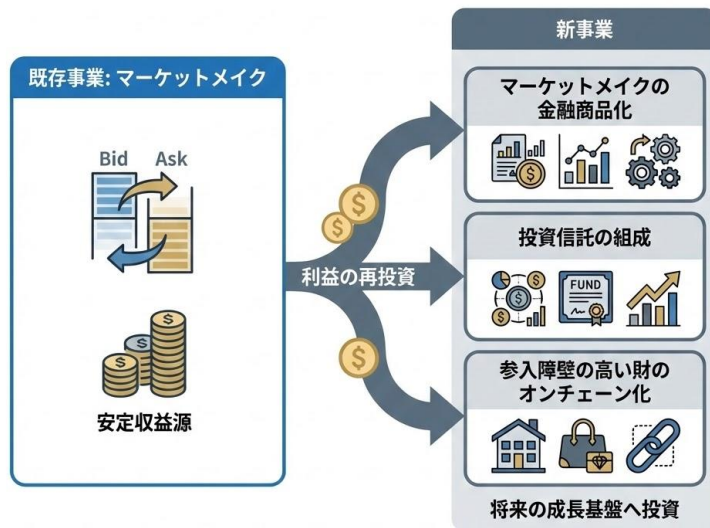 既存事業: マーケットメイク
Bid Ask
$ $ $
安定収益源
$ $
利益の再投資
$
新事業
マーケットメイクの
金融商品化
$
投資信託の組成
$ $ $
FUND
参入障壁の高い財の
オンチェーン化
将来の成長基盤へ投資